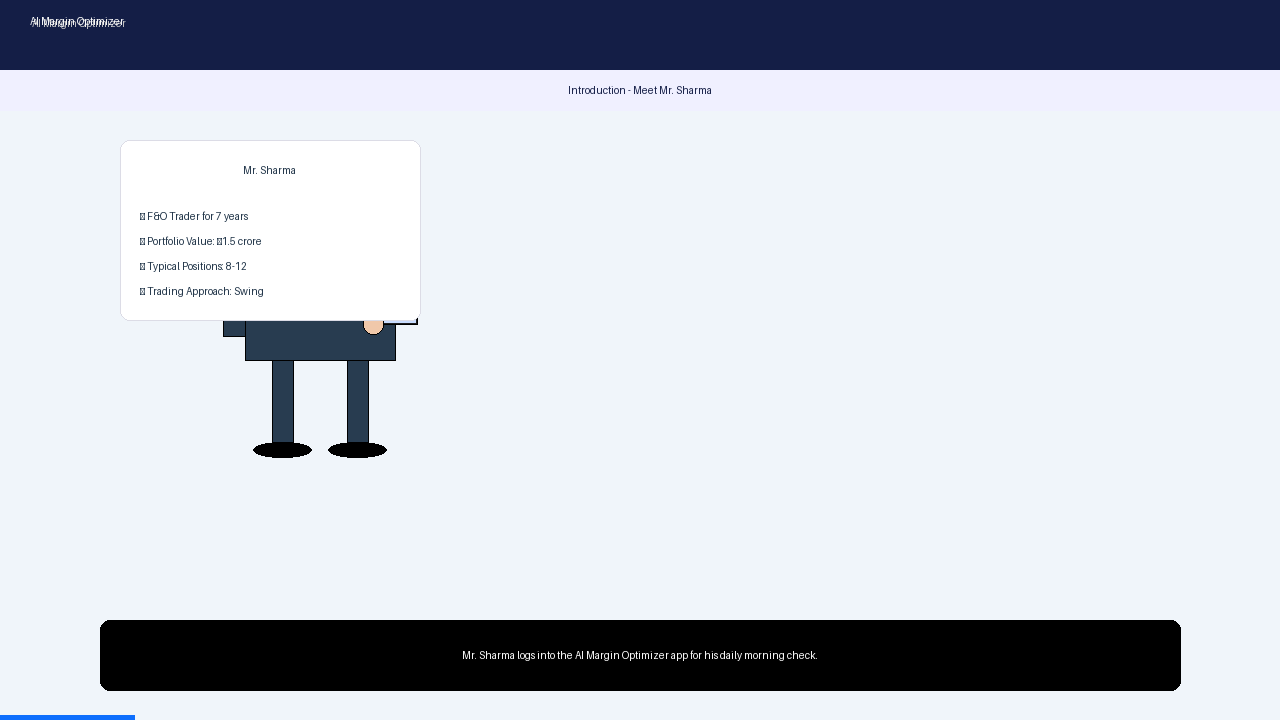 AI Margin Optimizer
Introduction - Meet Mr. Sharma
Mr. Sharma
F&O Trader for 7 years
Portfolio Value: 1.5 crore
Typical Positions: 8-12
Trading Approach: Swing
Mr. Sharma logs into the AI Margin Optimizer app for his daily morning check.